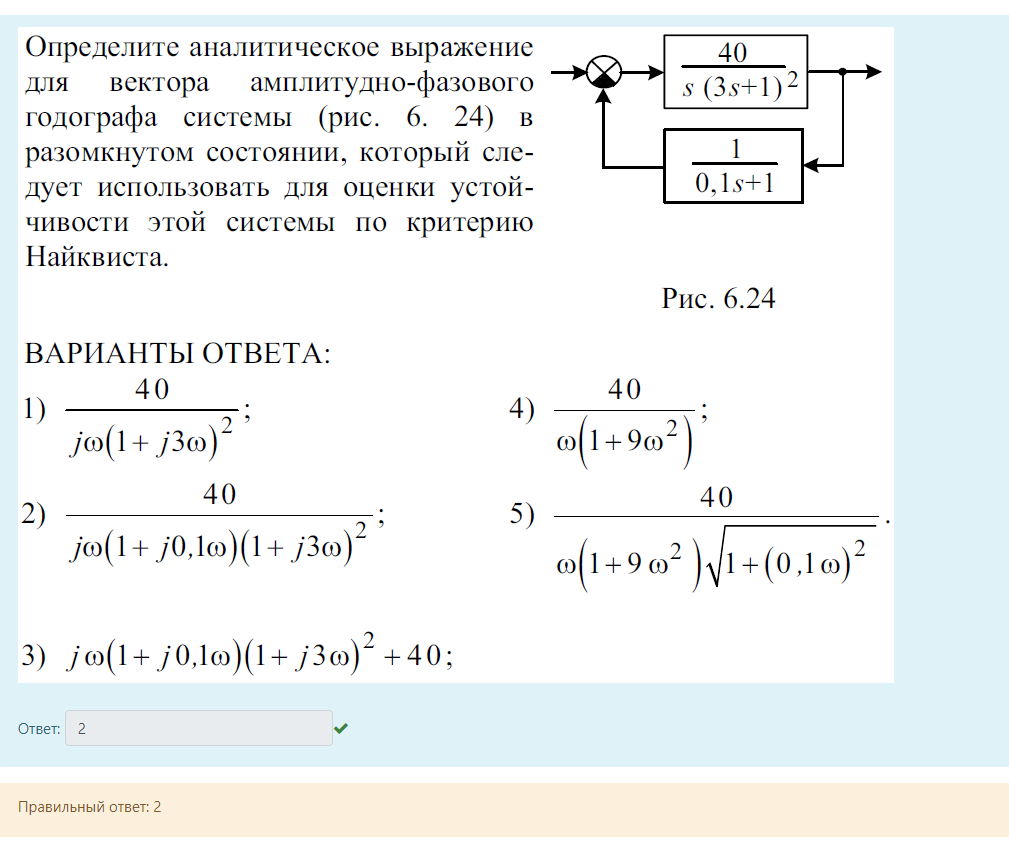 Определите аналитическое выражение
для вектора амплитудно-фазового
годографа системы (рис. 6. 24) в
разомкнутом состоянии, который сле-
дует использовать для оценки устой-
чивости этой системы по критерию
Найквиста.
40
s (3s+1)2
1
0,1s+1
Рис. 6.24
ВАРИАНТЫ ОТВЕТА:
1) 40
jω(1+ j3ω)2 ;
2) 40
jω(1+ j0,1ω)(1+ j3ω)2 ;
3) jω(1+ j0,1ω)(1+ j3ω)2 +40;
4) 40
ω(1+9ω2) ;
5) 40
ω(1+9 ω2 )√1+(0,1ω)2 .
Ответ: 2
Правильный ответ: 2